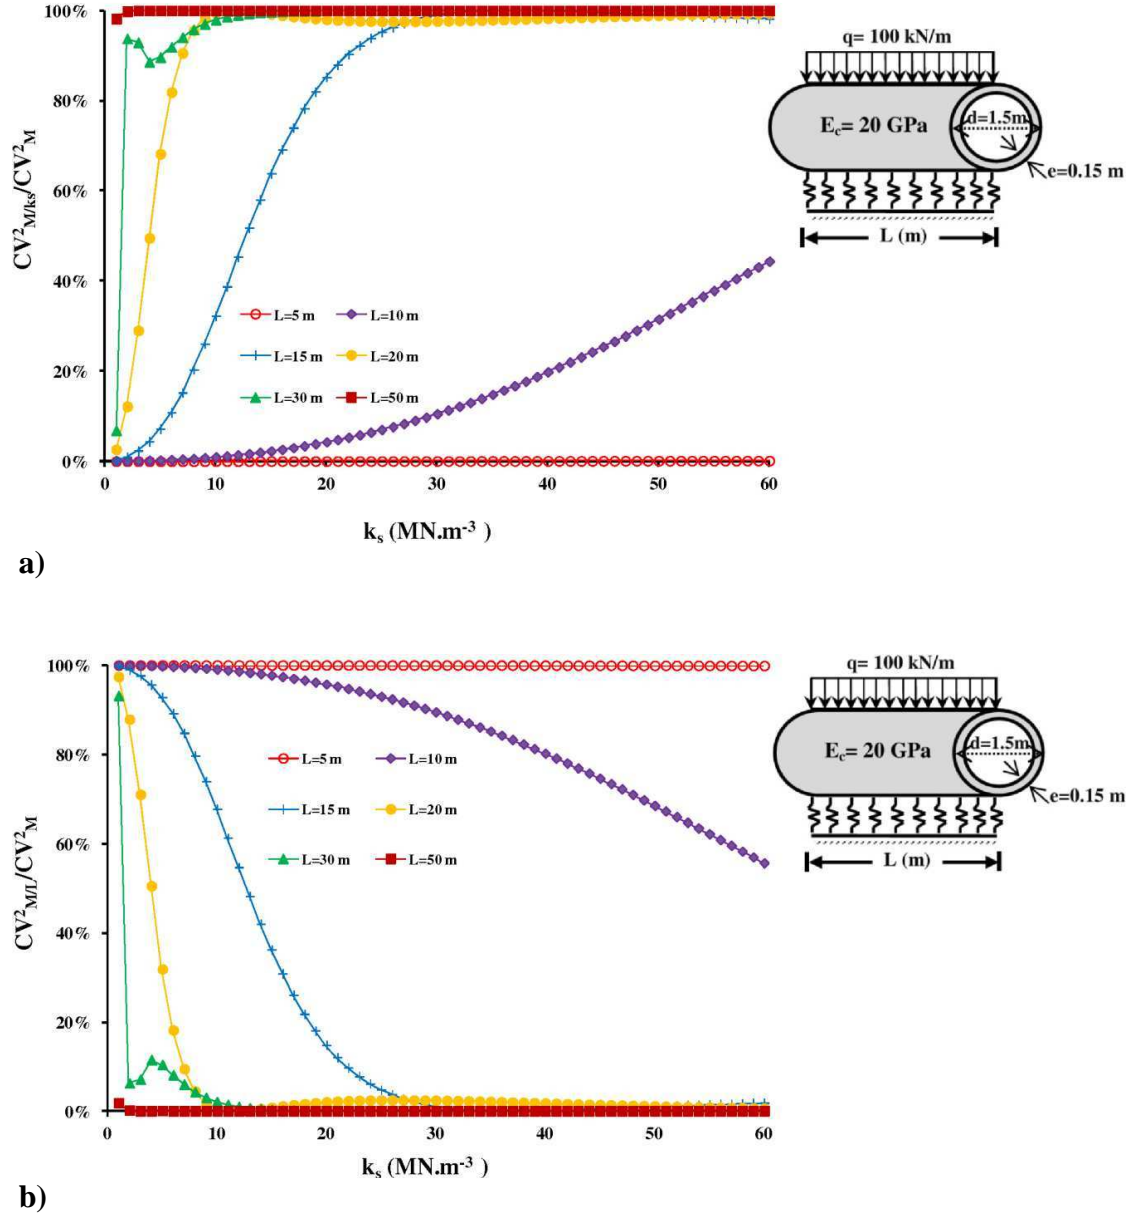 a)
100%
80%
60%
40%
20%
0%
CV²M/ks/CV²M
L=5 m
L=10 m
L=15 m
L=20 m
L=30 m
L=50 m
0
10
20
30
40
50
60
ks (MN.m-3 )
q= 100 kN/m
Ec= 20 GPa
d=1.5m
e=0.15 m
L (m)
100%
80%
60%
40%
20%
0%
CV²M/L/CV²M
L=5 m
L=10 m
L=15 m
L=20 m
L=30 m
L=50 m
0
10
20
30
40
50
60
ks (MN.m-3)
q= 100 kN/m
Ec= 20 GPa
d=1.5m
e=0.15 m
L (m)
a)
b)